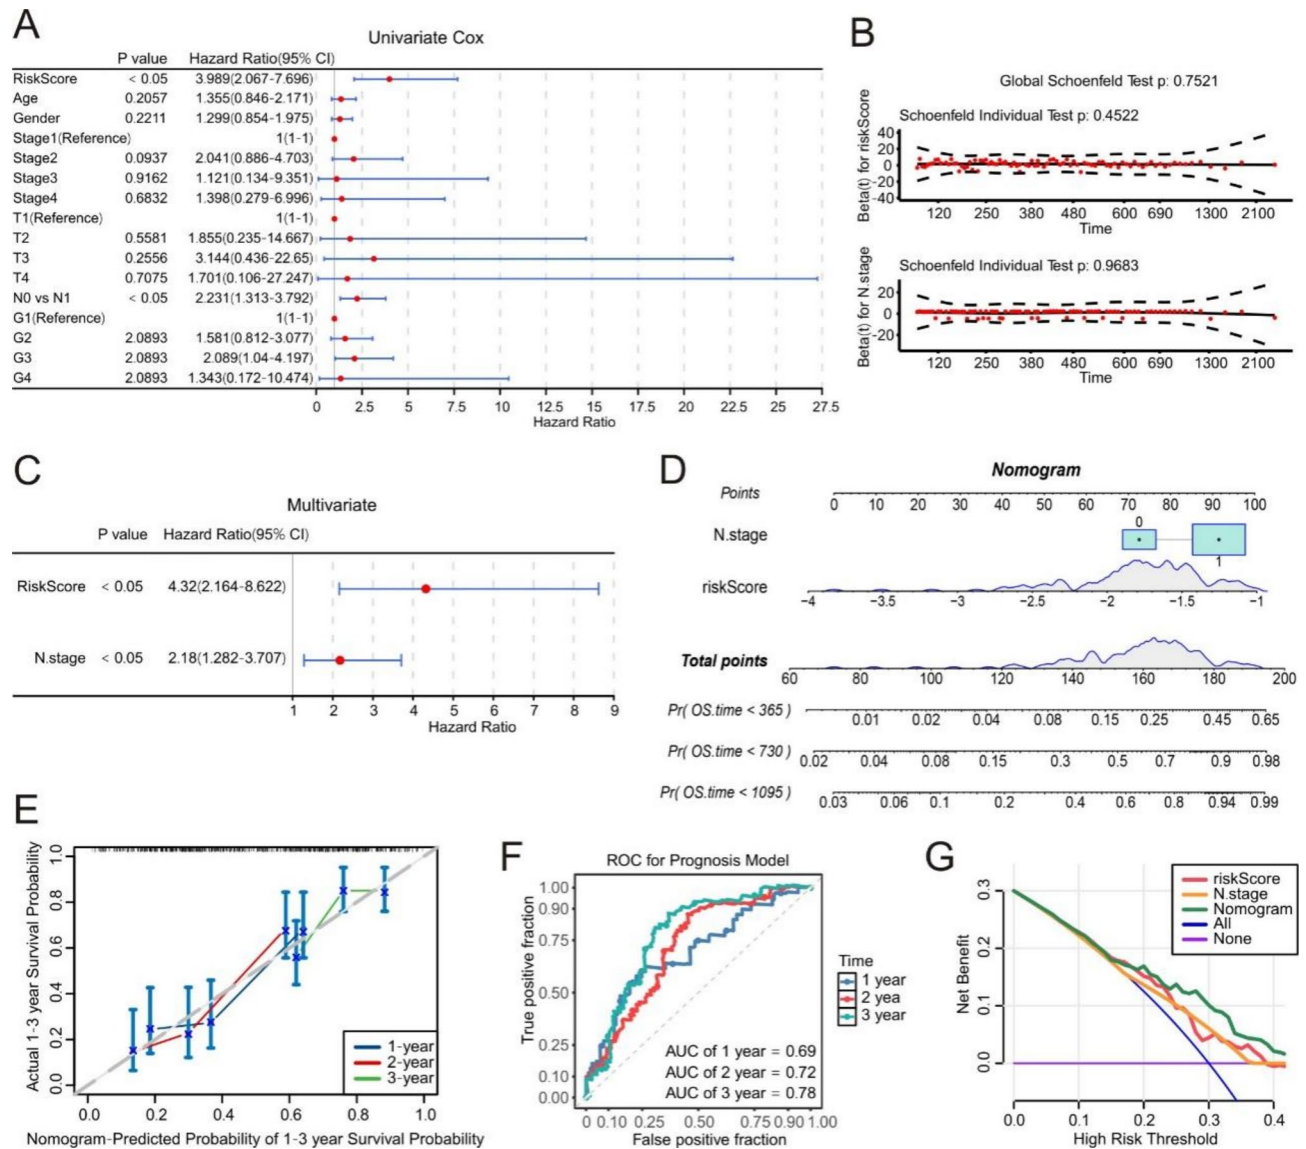 A
Univariate Cox
P value Hazard Ratio(95% CI)
RiskScore < 0.05 3.989(2.067-7.696)
Age 0.2057 1.355(0.846-2.171)
Gender 0.2211 1.299(0.854-1.975)
Stage1(Reference) 1(1-1)
Stage2 0.0937 2.041(0.886-4.703)
Stage3 0.9162 1.121(0.134-9.351)
Stage4 0.6832 1.398(0.279-6.996)
T1(Reference) 1(1-1)
T2 0.5581 1.855(0.235-14.667)
T3 0.2556 3.144(0.436-22.65)
T4 0.7075 1.701(0.106-27.247)
N0 vs N1 < 0.05 2.231(1.313-3.792)
G1(Reference) 1(1-1)
G2 2.0893 1.581(0.812-3.077)
G3 2.0893 2.089(1.04-4.197)
G4 2.0893 1.343(0.172-10.474)
0 2.5 5 7.5 10 12.5 15 17.5 20 22.5 25 27.5
Hazard Ratio
B
Global Schoenfeld Test p: 0.7521
Schoenfeld Individual Test p: 0.4522
Beta(t) for riskScore
40
20
0
-20
-40
120 250 380 480 600 690 1300 2100
Time
Schoenfeld Individual Test p: 0.9683
Beta(t) for N.stage
20
0
-20
120 250 380 480 600 690 1300 2100
Time
C
Multivariate
P value Hazard Ratio(95% CI)
RiskScore < 0.05 4.32(2.164-8.622)
N.stage < 0.05 2.18(1.282-3.707)
1 2 3 4 5 6 7 8 9
Hazard Ratio
D
Nomogram
Points 0 10 20 30 40 50 60 70 80 90 100
N.stage 0 1
riskScore
-4 -3.5 -3 -2.5 -2 -1.5 -1
Total points
60 80 100 120 140 160 180 200
Pr( OS.time < 365 )
0.01 0.02 0.04 0.08 0.15 0.25 0.45 0.65
Pr( OS.time < 730 )
0.02 0.04 0.08 0.15 0.3 0.5 0.7 0.9 0.98
Pr( OS.time < 1095 )
0.03 0.06 0.1 0.2 0.4 0.6 0.8 0.94 0.99
E
Actual 1-3 year Survival Probability
1.0
0.8
0.6
0.4
0.2
0.0
1-year
2-year
3-year
0.0 0.2 0.4 0.6 0.8 1.0
Nomogram-Predicted Probability of 1-3 year Survival Probability
F
ROC for Prognosis Model
True positive fraction
1.00
0.90
0.75
0.50
0.25
0.10
0.00
AUC of 1 year = 0.69
AUC of 2 year = 0.72
AUC of 3 year = 0.78
0 0.10 0.25 0.50 0.75 0.90 1.00
False positive fraction
Time
1 year
2 yea
3 year
G
Net Benefit
0.3
0.2
0.1
0.0
riskScore
N.stage
Nomogram
All
None
0.0 0.1 0.2 0.3 0.4
High Risk Threshold